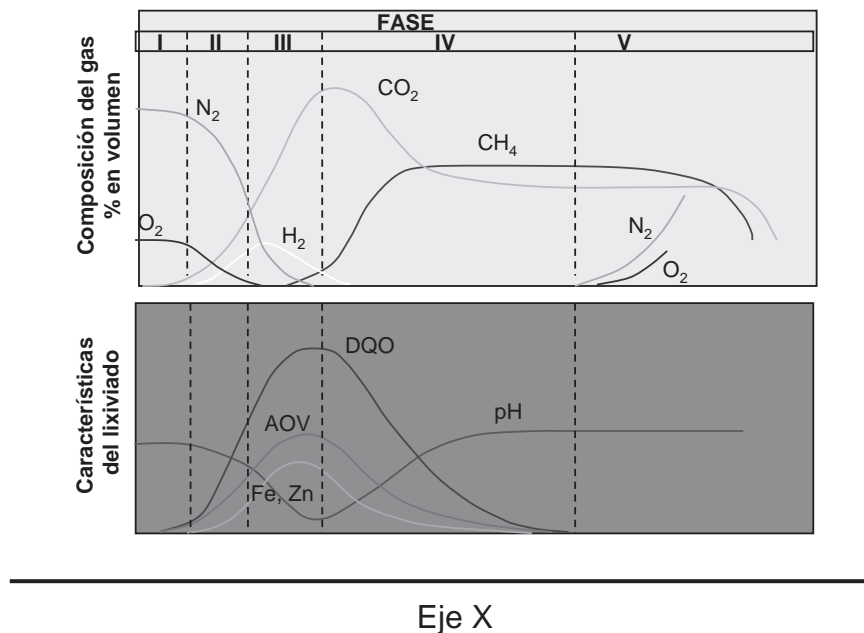 FASE
I II III IV V
Composición del gas
% en volumen
CO2
N2
CH4
O2
H2
N2
O2
Características
del lixiviado
DQO
pH
AOV
Fe, Zn
Eje X